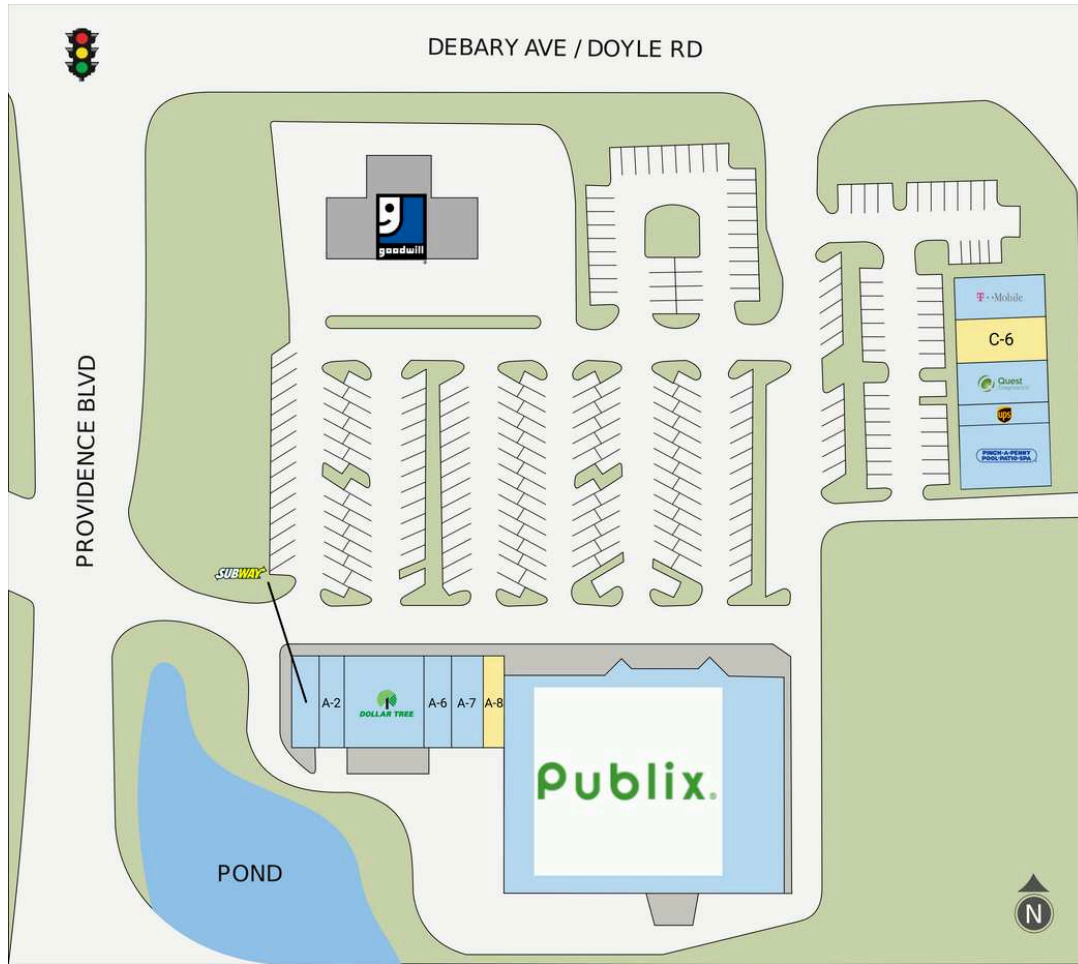 DEBARY AVE / DOYLE RD
goodwill
T··Mobile
C-6
Quest
ups
PINCH-A-PENNY
POOL·PATIO·SPA
PROVIDENCE BLVD
SUBWAY
A-2
DOLLAR TREE
A-6
A-7
A-8
Publix.
POND
N